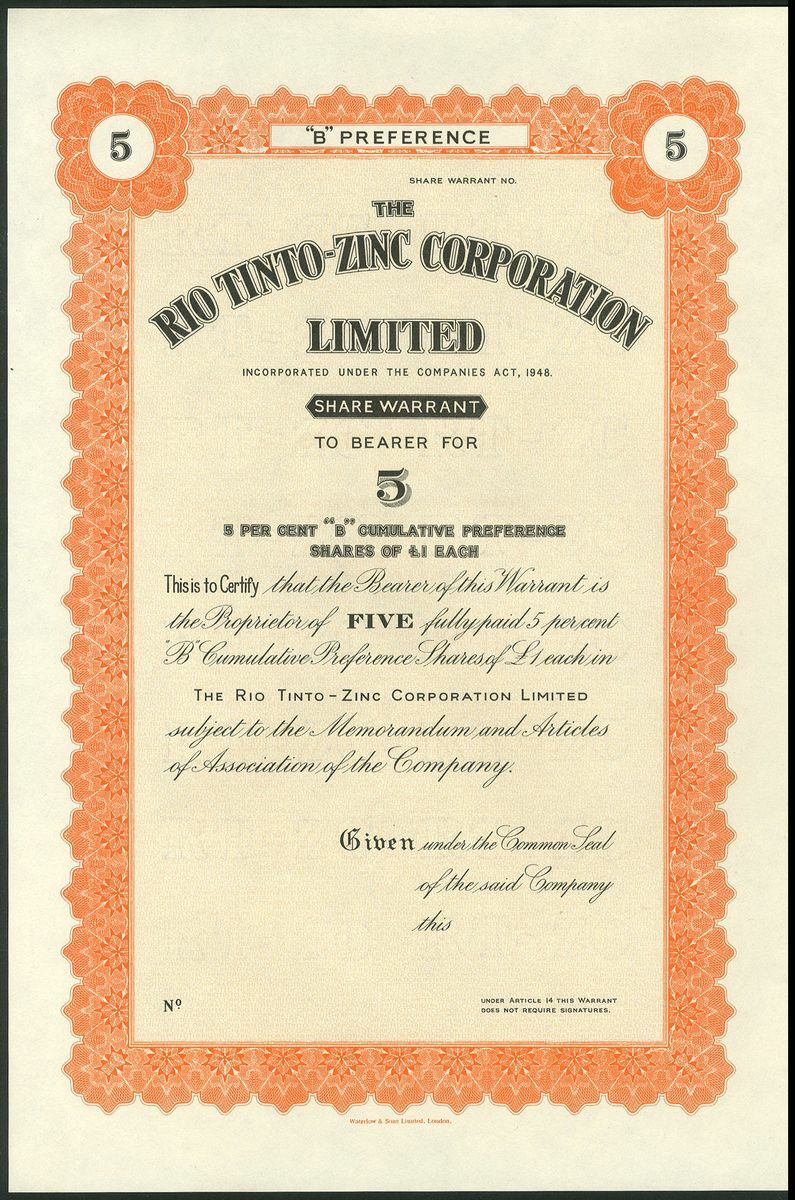 5
"B" PREFERENCE
5
SHARE WARRANT NO.
THE
RIO TINTO-ZINC CORPORATION
LIMITED
INCORPORATED UNDER THE COMPANIES ACT, 1948.
SHARE WARRANT
TO BEARER FOR
5
5 PER CENT "B" CUMULATIVE PREFERENCE
SHARES OF £1 EACH
This is to Certify that the Bearer of this Warrant is
the Proprietor of FIVE fully paid 5 per cent
"B" Cumulative Preference Shares of £1 each in
THE RIO TINTO-ZINC CORPORATION LIMITED
subject to the Memorandum and Articles
of Association of the Company.
Given under the Common Seal
of the said Company
this
Nº
UNDER ARTICLE 14 THIS WARRANT
DOES NOT REQUIRE SIGNATURES.
Waterlow & Sons Limited, London.